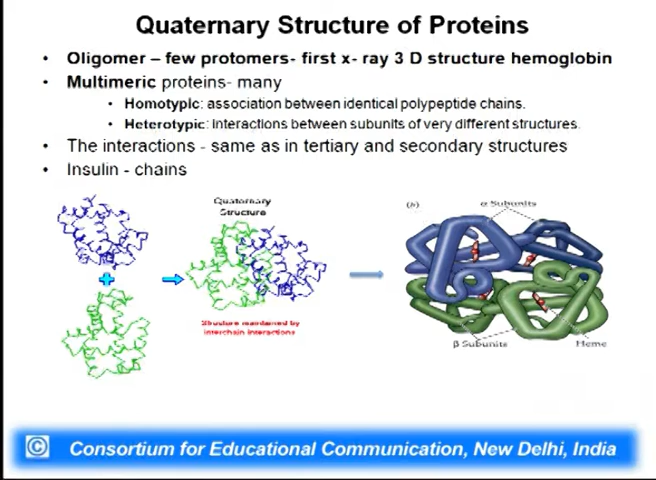 Quaternary Structure of Proteins
• Oligomer – few protomers- first x- ray 3 D structure hemoglobin
• Multimeric proteins- many
• Homotypic: association between identical polypeptide chains.
• Heterotypic: interactions between subunits of very different structures.
• The interactions - same as in tertiary and secondary structures
• Insulin - chains
Quaternary
Structure
Structure maintained by
interchain interactions
(b)
α Subunits
β Subunits
Heme
© Consortium for Educational Communication, New Delhi, India